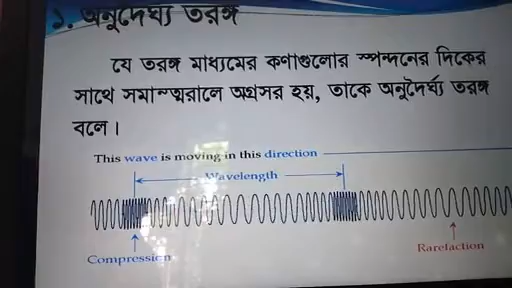 ১. অনুদৈর্ঘ্য তরঙ্গ
যে তরঙ্গ মাধ্যমের কণাগুলোর স্পন্দনের দিকের
সাথে সমান্তরালে অগ্রসর হয়, তাকে অনুদৈর্ঘ্য তরঙ্গ
বলে।
This wave is moving in this direction
Wavelength
Compression
Rarefaction